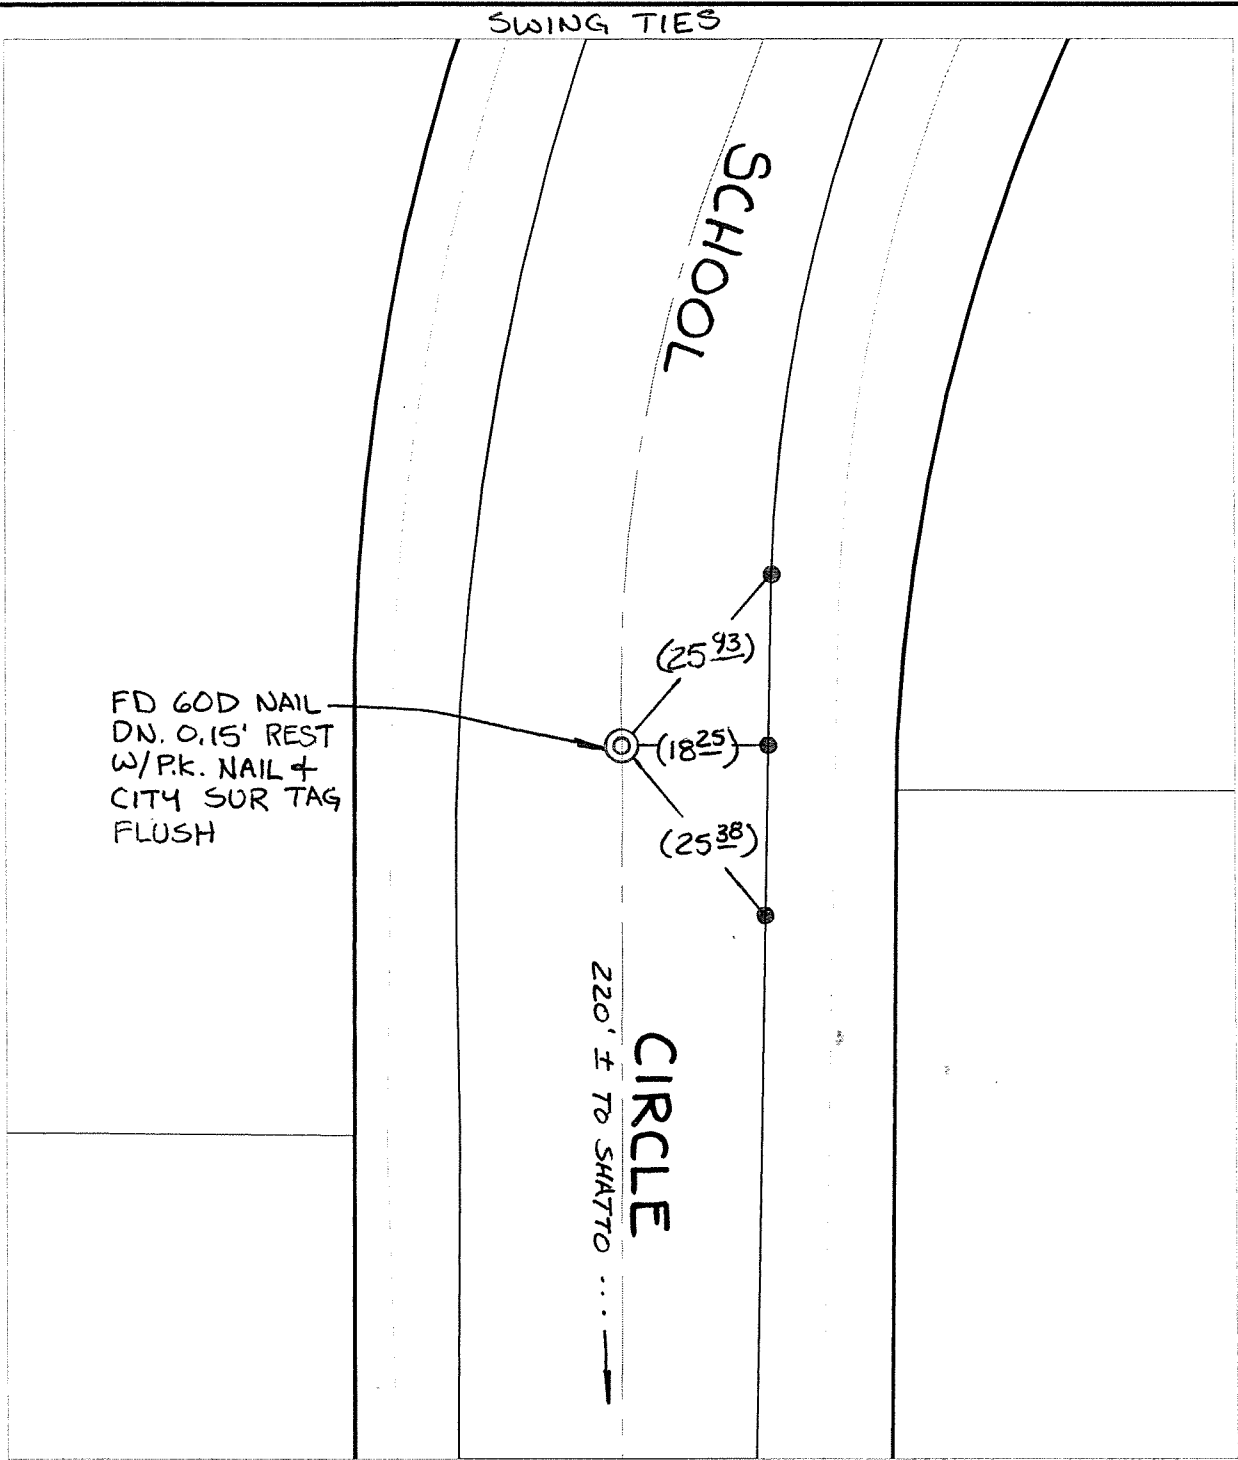 SWING TIES
SCHOOL
(25 93)
FD 60D NAIL
DN. 0.15' REST
W/P.K. NAIL +
CITY SUR TAG
FLUSH
(18 25)
(25 38)
CIRCLE
220' ± TO SHATTO ....